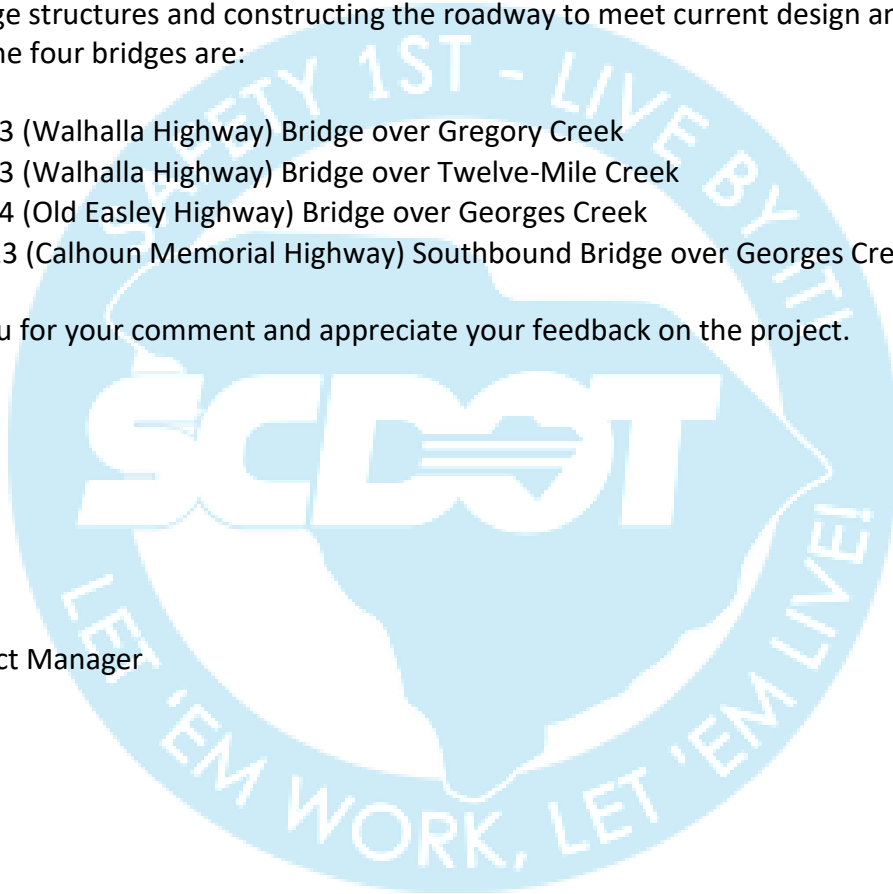 ge structures and constructing the roadway to meet current design an
ne four bridges are:
3 (Walhalla Highway) Bridge over Gregory Creek
3 (Walhalla Highway) Bridge over Twelve-Mile Creek
4 (Old Easley Highway) Bridge over Georges Creek
23 (Calhoun Memorial Highway) Southbound Bridge over Georges Cre
u for your comment and appreciate your feedback on the project.
SAFETY 1ST - LIVE BY IT!
SCDOT
ct Manager
LET 'EM WORK, LET 'EM LIVE!